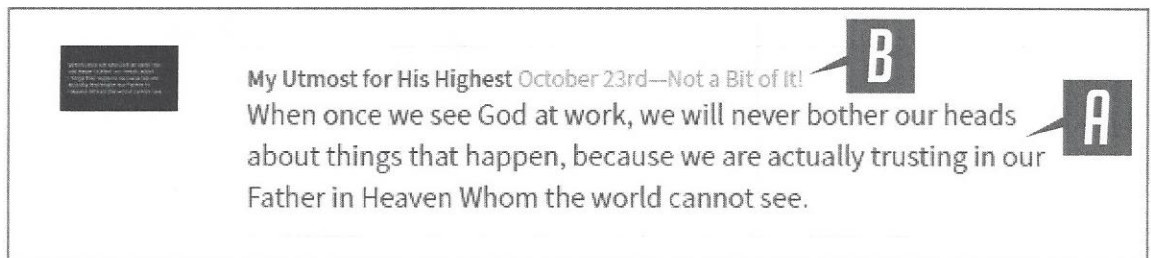 My Utmost for His Highest October 23rd—Not a Bit of It!
B
When once we see God at work, we will never bother our heads
A
about things that happen, because we are actually trusting in our
Father in Heaven Whom the world cannot see.